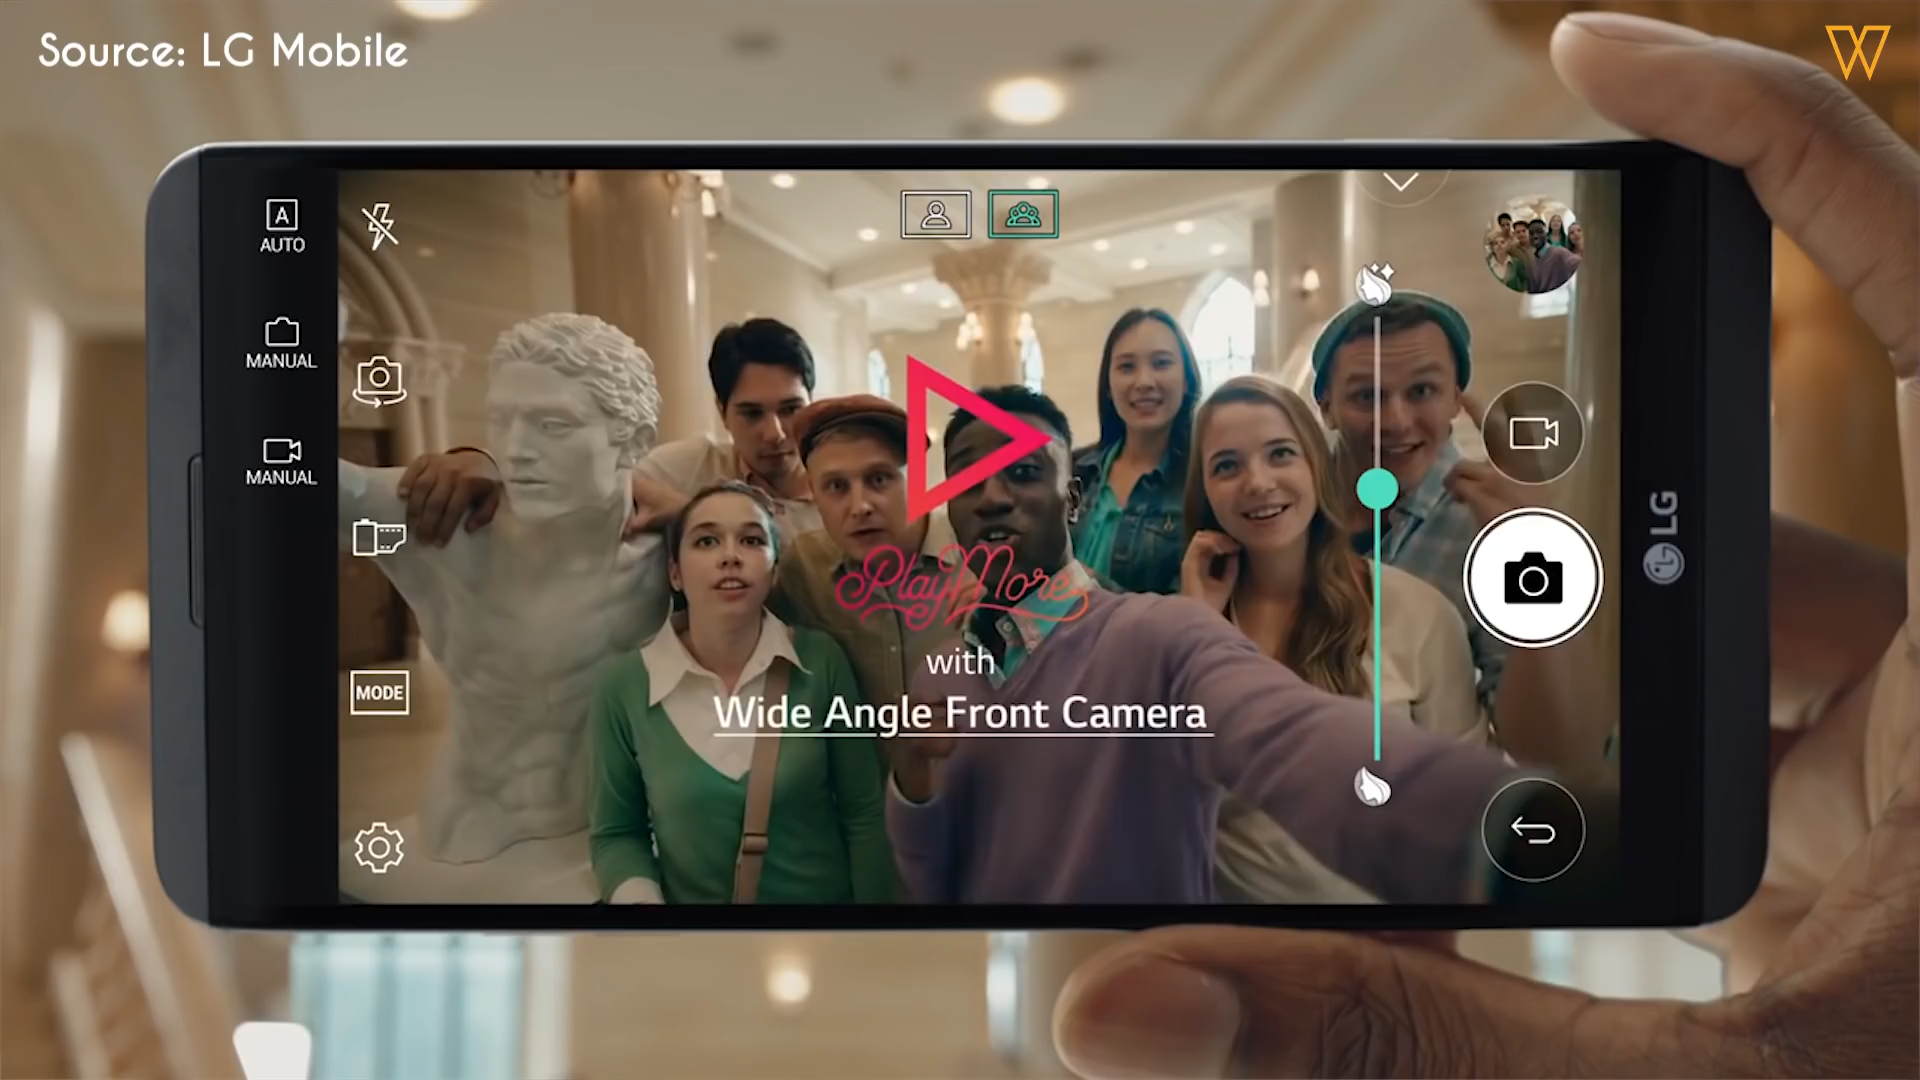 Source: LG Mobile
W
A
AUTO
MANUAL
MANUAL
MODE
PlayMore
with
Wide Angle Front Camera
LG